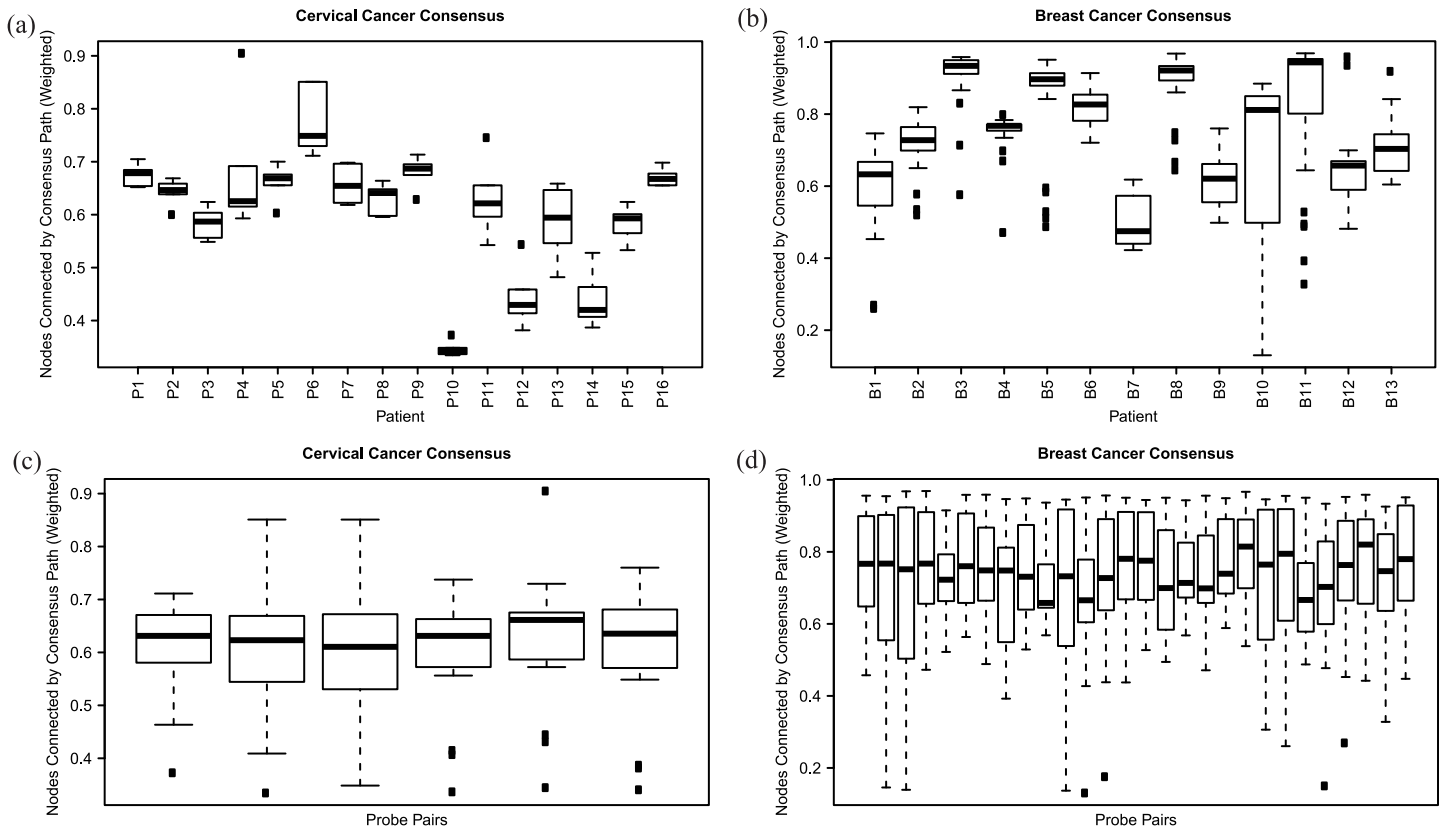 (a)
Cervical Cancer Consensus
Nodes Connected by Consensus Path (Weighted)
0.9
0.8
0.7
0.6
0.5
0.4
P1 P2 P3 P4 P5 P6 P7 P8 P9 P10 P11 P12 P13 P14 P15 P16
Patient
(b)
Breast Cancer Consensus
Nodes Connected by Consensus Path (Weighted)
1.0
0.8
0.6
0.4
0.2
B1 B2 B3 B4 B5 B6 B7 B8 B9 B10 B11 B12 B13
Patient
(c)
Cervical Cancer Consensus
Nodes Connected by Consensus Path (Weighted)
0.9
0.8
0.7
0.6
0.5
0.4
Probe Pairs
(d)
Breast Cancer Consensus
Nodes Connected by Consensus Path (Weighted)
1.0
0.8
0.6
0.4
0.2
Probe Pairs